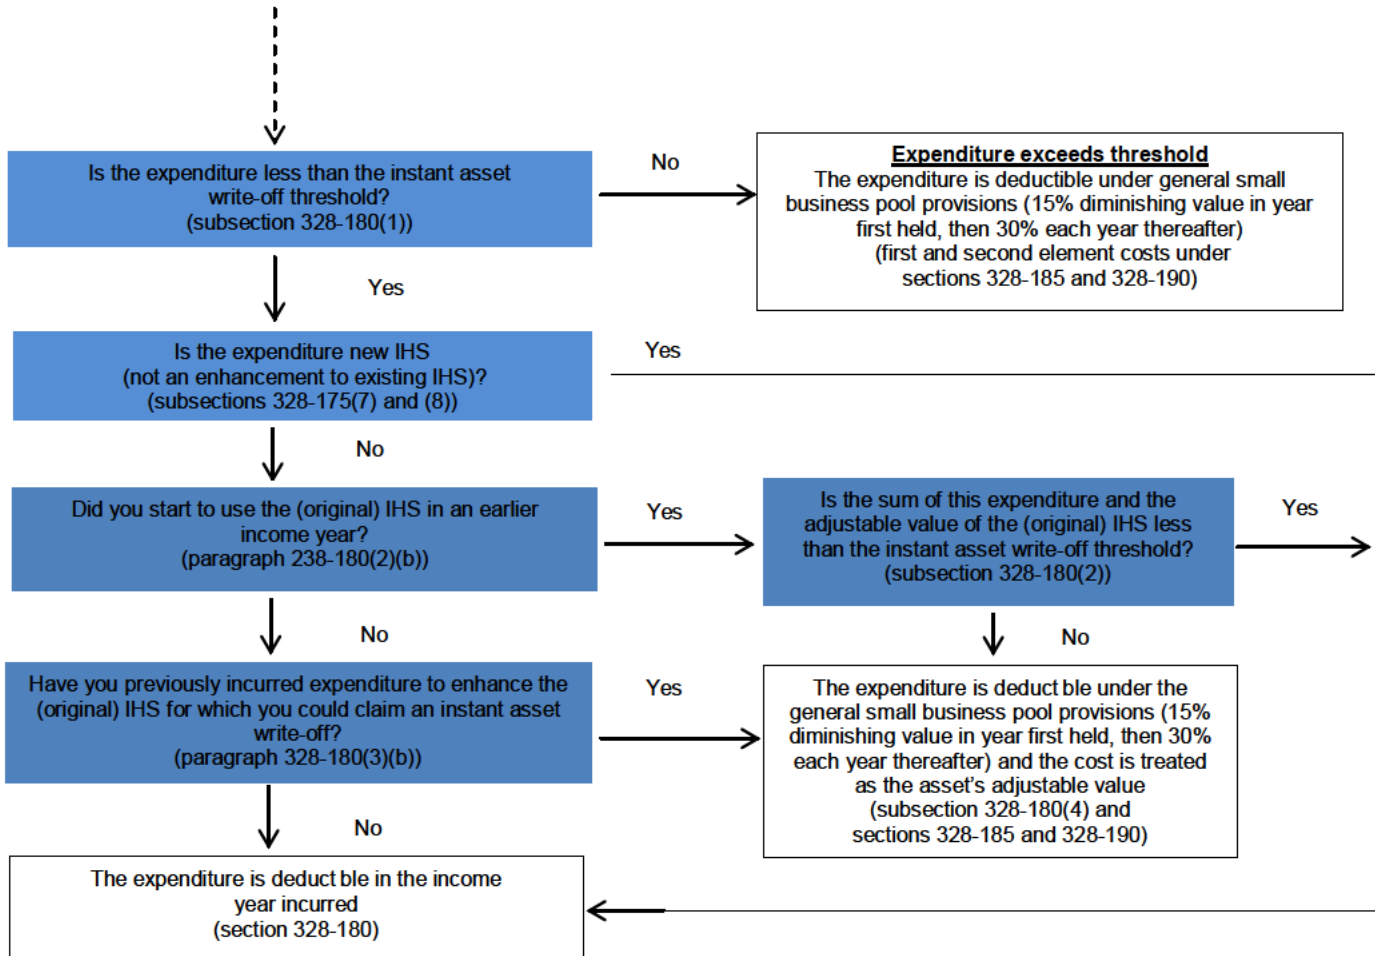 Is the expenditure less than the instant asset
write-off threshold?
(subsection 328-180(1))
No
Expenditure exceeds threshold
The expenditure is deductible under general small
business pool provisions (15% diminishing value in year
first held, then 30% each year thereafter)
(first and second element costs under
sections 328-185 and 328-190)
Yes
Is the expenditure new IHS
(not an enhancement to existing IHS)?
(subsections 328-175(7) and (8))
Yes
No
Did you start to use the (original) IHS in an earlier
income year?
(paragraph 238-180(2)(b))
Yes
Is the sum of this expenditure and the
adjustable value of the (original) IHS less
than the instant asset write-off threshold?
(subsection 328-180(2))
Yes
No
No
Have you previously incurred expenditure to enhance the
(original) IHS for which you could claim an instant asset
write-off?
(paragraph 328-180(3)(b))
Yes
The expenditure is deduct ble under the
general small business pool provisions (15%
diminishing value in year first held, then 30%
each year thereafter) and the cost is treated
as the asset's adjustable value
(subsection 328-180(4) and
sections 328-185 and 328-190)
No
The expenditure is deduct ble in the income
year incurred
(section 328-180)